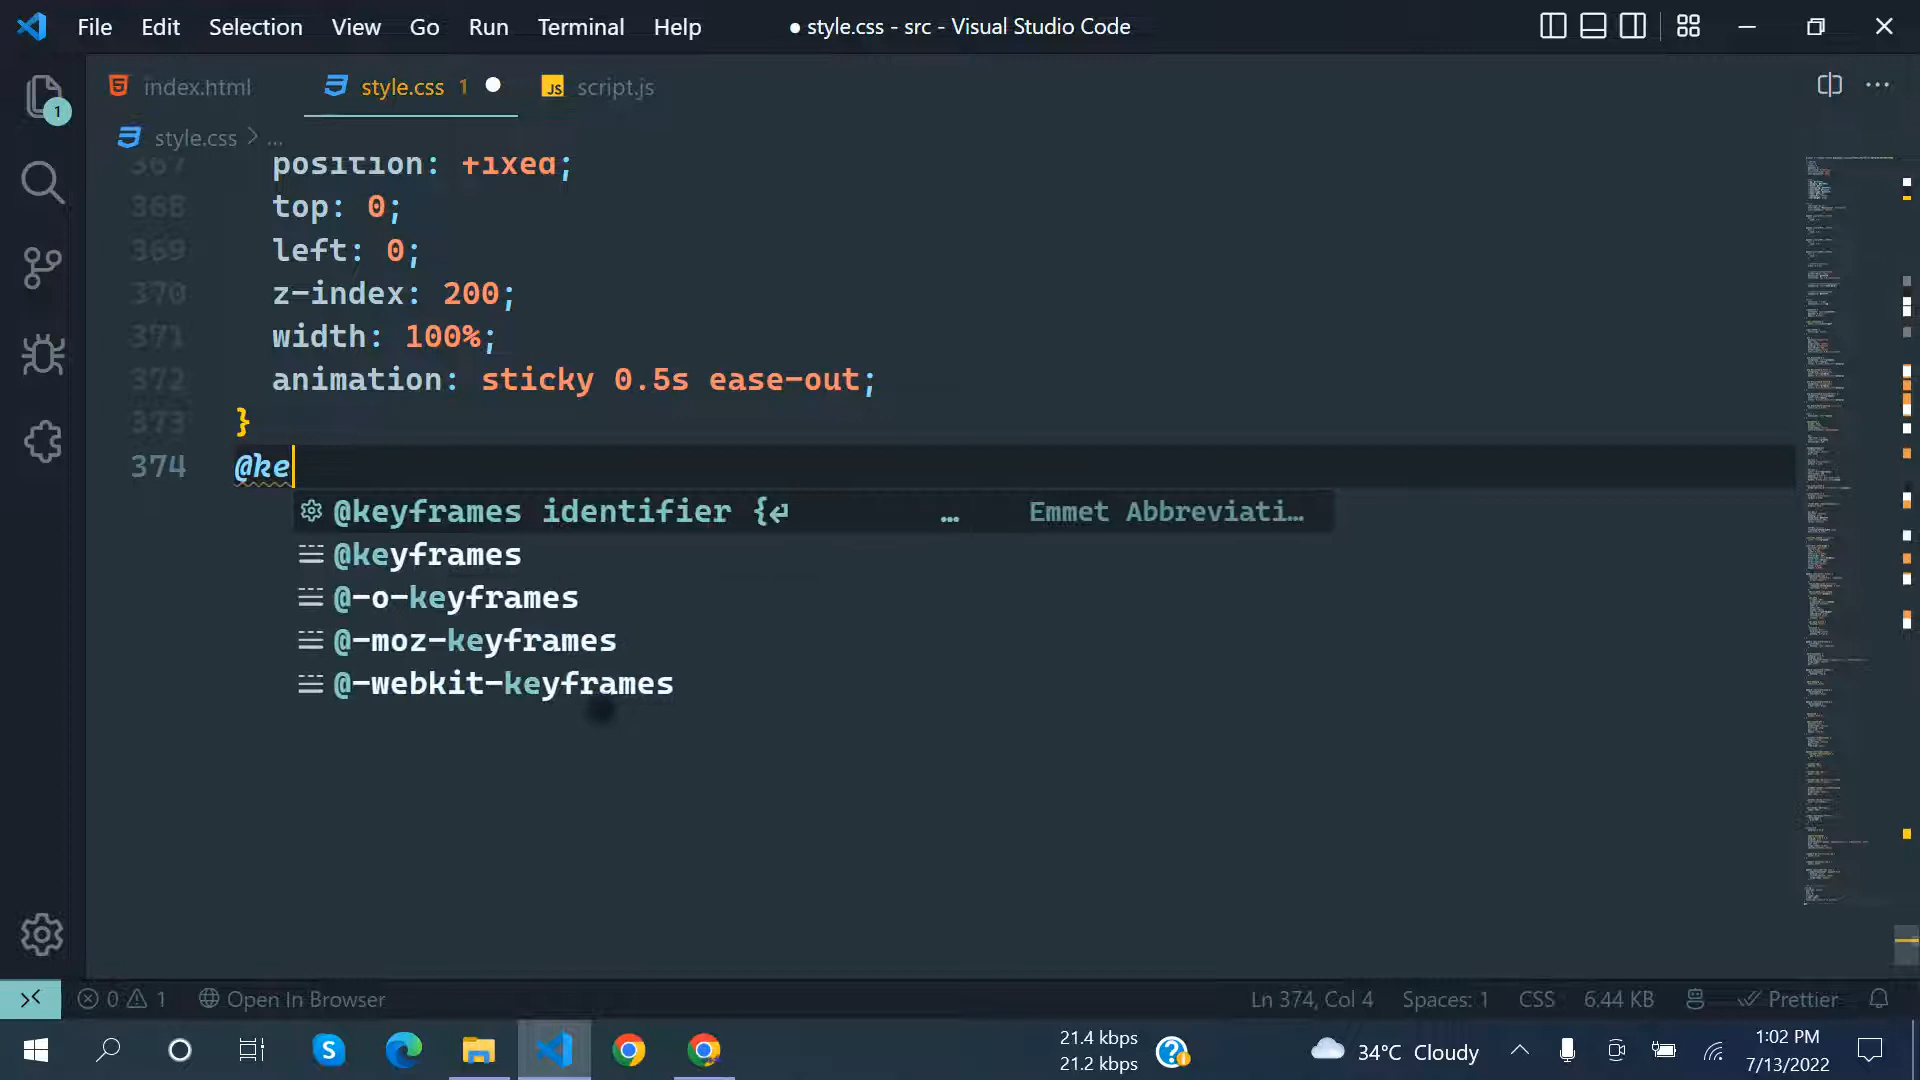 File Edit Selection View Go Run Terminal Help ● style.css - src - Visual Studio Code
index.html style.css 1 JS script.js
1
style.css > ...
367 position: fixed;
368 top: 0;
369 left: 0;
370 z-index: 200;
371 width: 100%;
372 animation: sticky 0.5s ease-out;
373 }
374 @ke
@keyframes identifier {↵ … Emmet Abbreviati…
@keyframes
@-o-keyframes
@-moz-keyframes
@-webkit-keyframes
0 1 Open In Browser Ln 374, Col 4 Spaces: 1 CSS 6.44 KB Prettier
21.4 kbps
21.2 kbps
34°C Cloudy
1:02 PM
7/13/2022